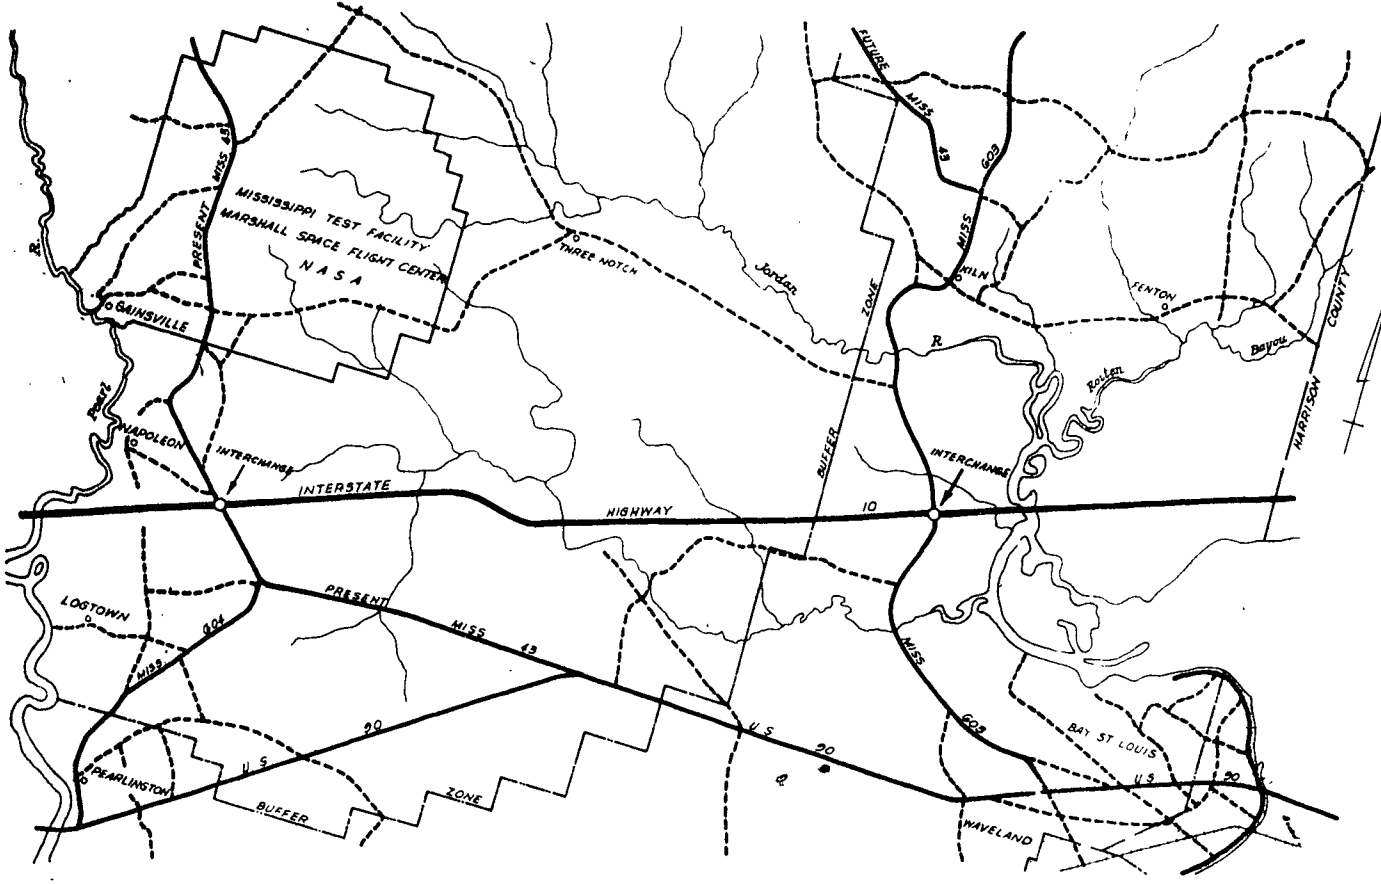 FUTURE
MISS
43
MISS 603
PRESENT MISS 43
MISSISSIPPI TEST FACILITY
MARSHALL SPACE FLIGHT CENTER
N A S A
R.
THREE NOTCH
Jordan
R
ZONE
BUFFER
KILN
FENTON
Rotten
Bayou
HARRISON COUNTY
GAINSVILLE
Pearl
NAPOLEON
INTERCHANGE
INTERCHANGE
INTERSTATE HIGHWAY 10
LOGTOWN
MISS 604
PRESENT MISS 43
MISS 603
U S 90
U S 90
U S 90
BAY ST LOUIS
PEARLINGTON
BUFFER ZONE
WAVELAND